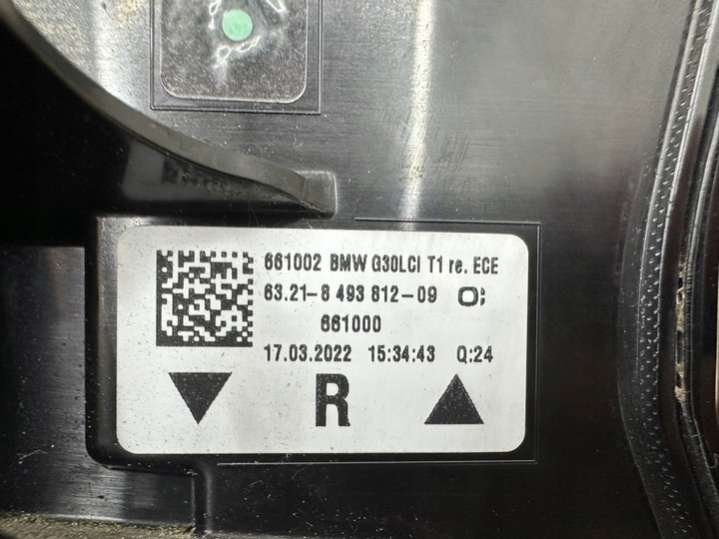 661002 BMW G30LCI T1 re. ECE
63.21-8 493 812-09
661000
17.03.2022 15:34:43 Q:24
R